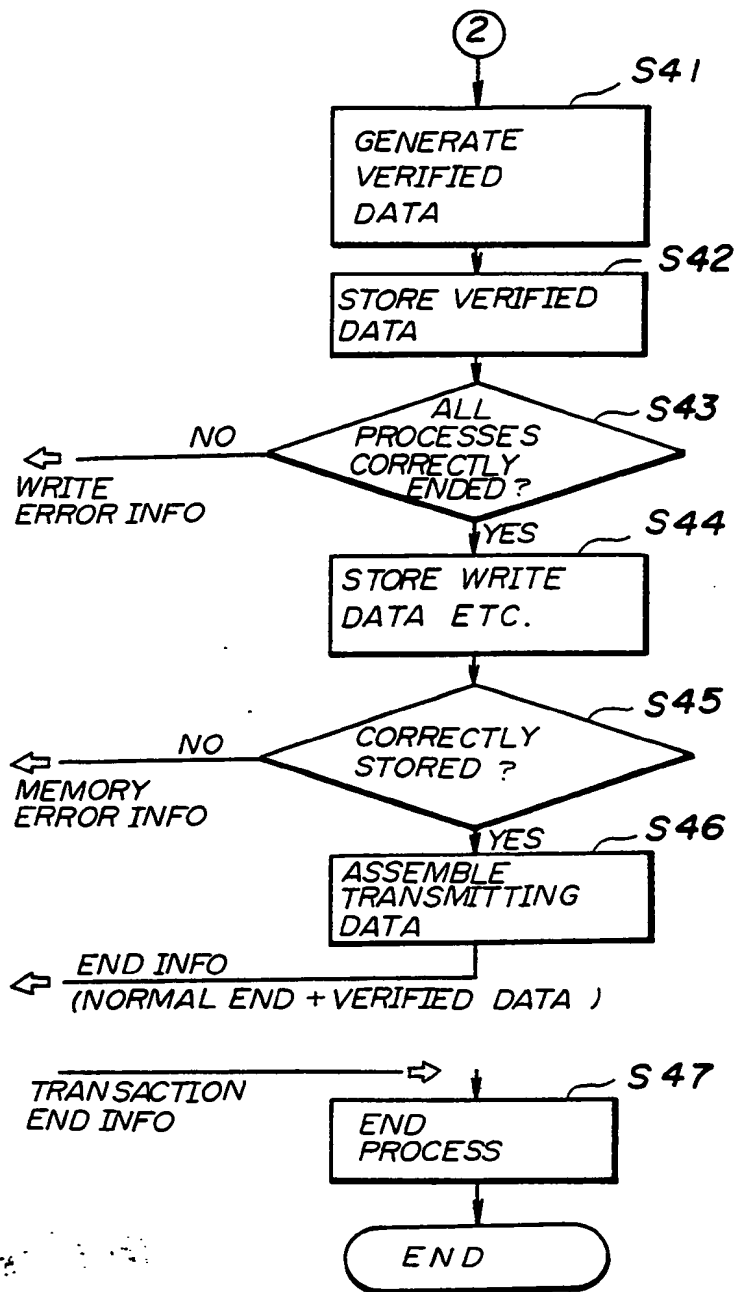 2
S41
GENERATE
VERIFIED
DATA
S42
STORE VERIFIED
DATA
S43
ALL
PROCESSES
CORRECTLY
ENDED?
NO
WRITE
ERROR INFO
YES
S44
STORE WRITE
DATA ETC.
S45
CORRECTLY
STORED ?
NO
MEMORY
ERROR INFO
YES
S46
ASSEMBLE
TRANSMITTING
DATA
END INFO
(NORMAL END + VERIFIED DATA )
TRANSACTION
END INFO
S47
END
PROCESS
END